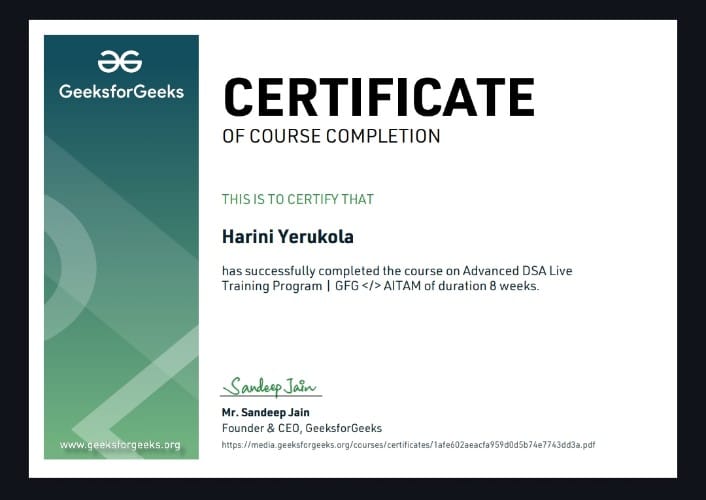 GeeksforGeeks
CERTIFICATE
OF COURSE COMPLETION
THIS IS TO CERTIFY THAT
Harini Yerukola
has successfully completed the course on Advanced DSA Live
Training Program | GFG </> AITAM of duration 8 weeks.
Sandeep Jain
Mr. Sandeep Jain
Founder & CEO, GeeksforGeeks
www.geeksforgeeks.org
https://media.geeksforgeeks.org/courses/certificates/1afe602aeacfa959d0d5b74e7743dd3a.pdf